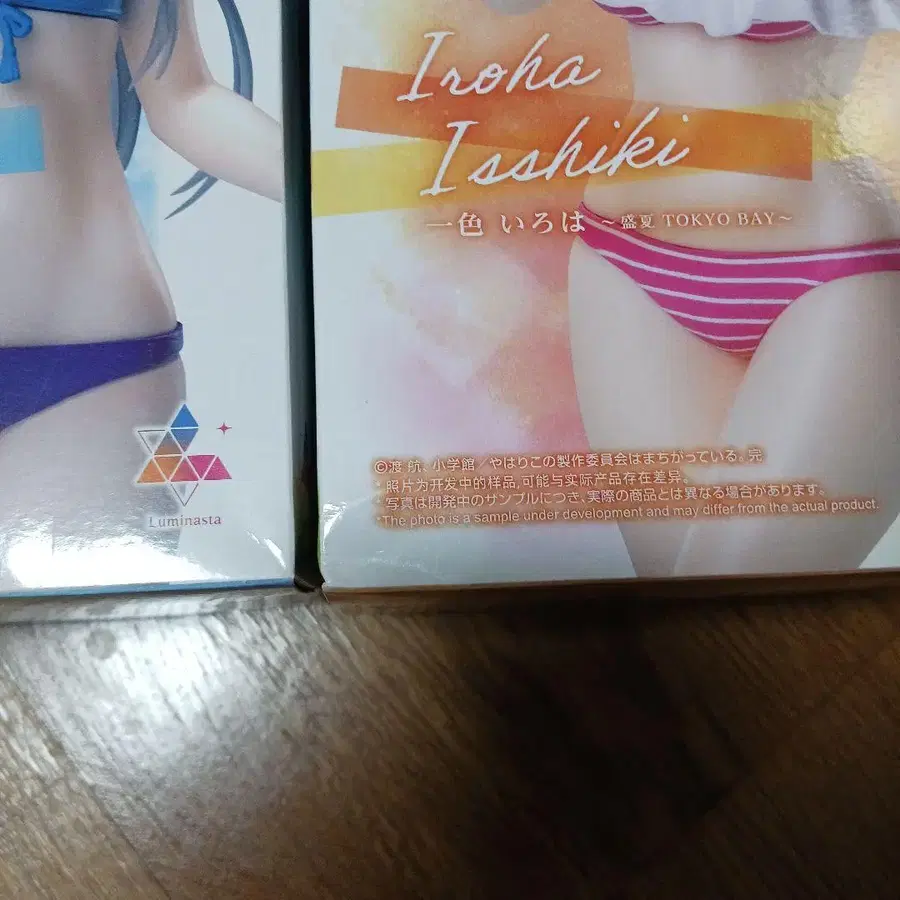 Iroha
Isshiki
一色 いろは ～盛夏 TOKYO BAY～
©渡 航、小学館／やはりこの製作委員会はまちがっている。完
・照片为开发中的样品,可能与实际产品存在差异。
・写真は開発中のサンプルにつき、実際の商品とは異なる場合があります。
*The photo is a sample under development and may differ from the actual product.
Luminasta